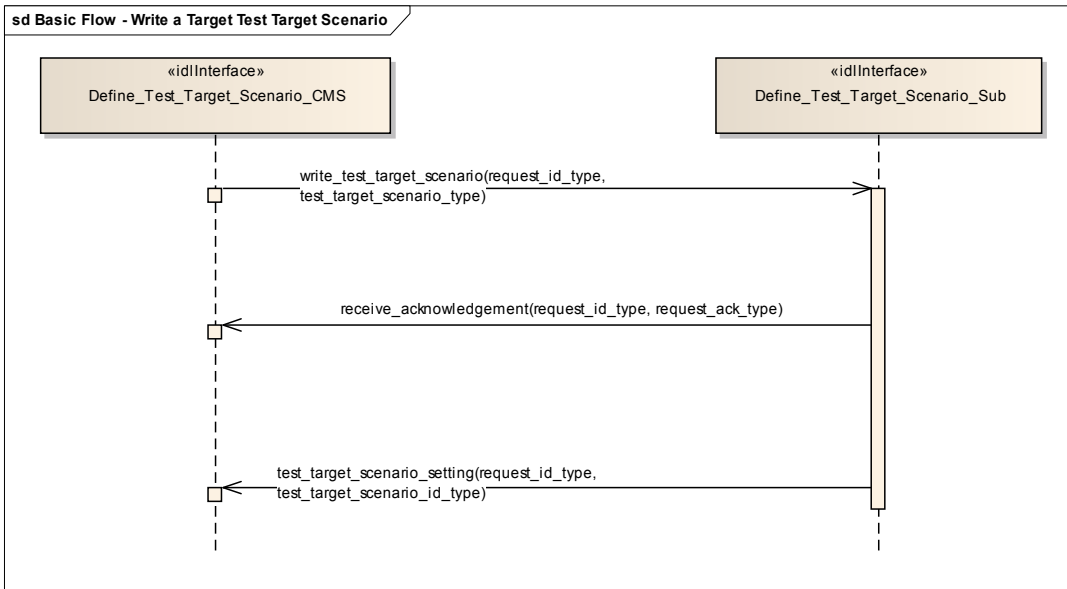 sd Basic Flow - Write a Target Test Target Scenario
«idlInterface»
Define_Test_Target_Scenario_CMS
«idlInterface»
Define_Test_Target_Scenario_Sub
write_test_target_scenario(request_id_type,
test_target_scenario_type)
receive_acknowledgement(request_id_type, request_ack_type)
test_target_scenario_setting(request_id_type,
test_target_scenario_id_type)